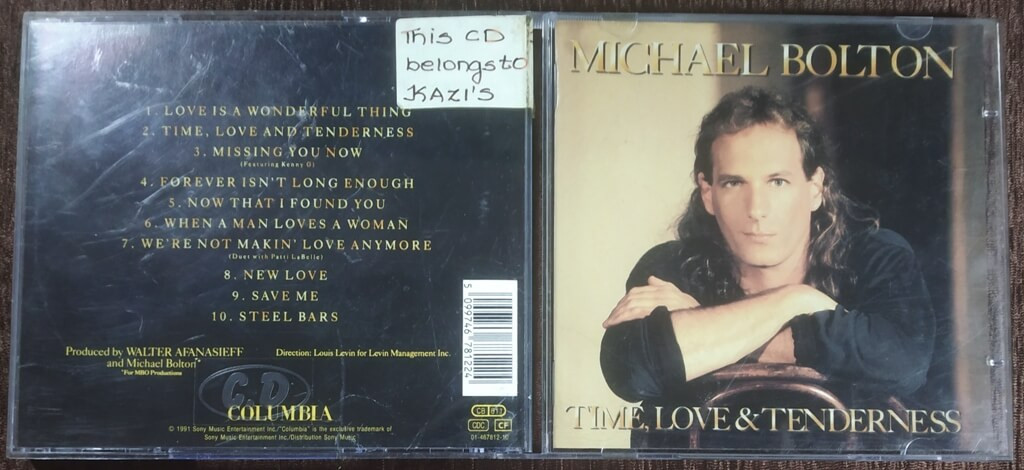 This CD
belongs to
KAZI'S
1. LOVE IS A WONDERFUL THING
2. TIME, LOVE AND TENDERNESS
3. MISSING YOU NOW
(Featuring Kenny G)
4. FOREVER ISN'T LONG ENOUGH
5. NOW THAT I FOUND YOU
6. WHEN A MAN LOVES A WOMAN
7. WE'RE NOT MAKIN' LOVE ANYMORE
(Duet with Patti LaBelle)
8. NEW LOVE
9. SAVE ME
10. STEEL BARS
Produced by WALTER AFANASIEFF
and Michael Bolton*
*For MBO Productions
Direction: Louis Levin for Levin Management Inc.
5 099746 781224
C.D.
COLUMBIA
© 1991 Sony Music Entertainment Inc./"Columbia" is the exclusive trademark of
Sony Music Entertainment Inc./Distribution Sony Music
CB 811
CDC CF
01-467812-10
MICHAEL BOLTON
TIME, LOVE & TENDERNESS